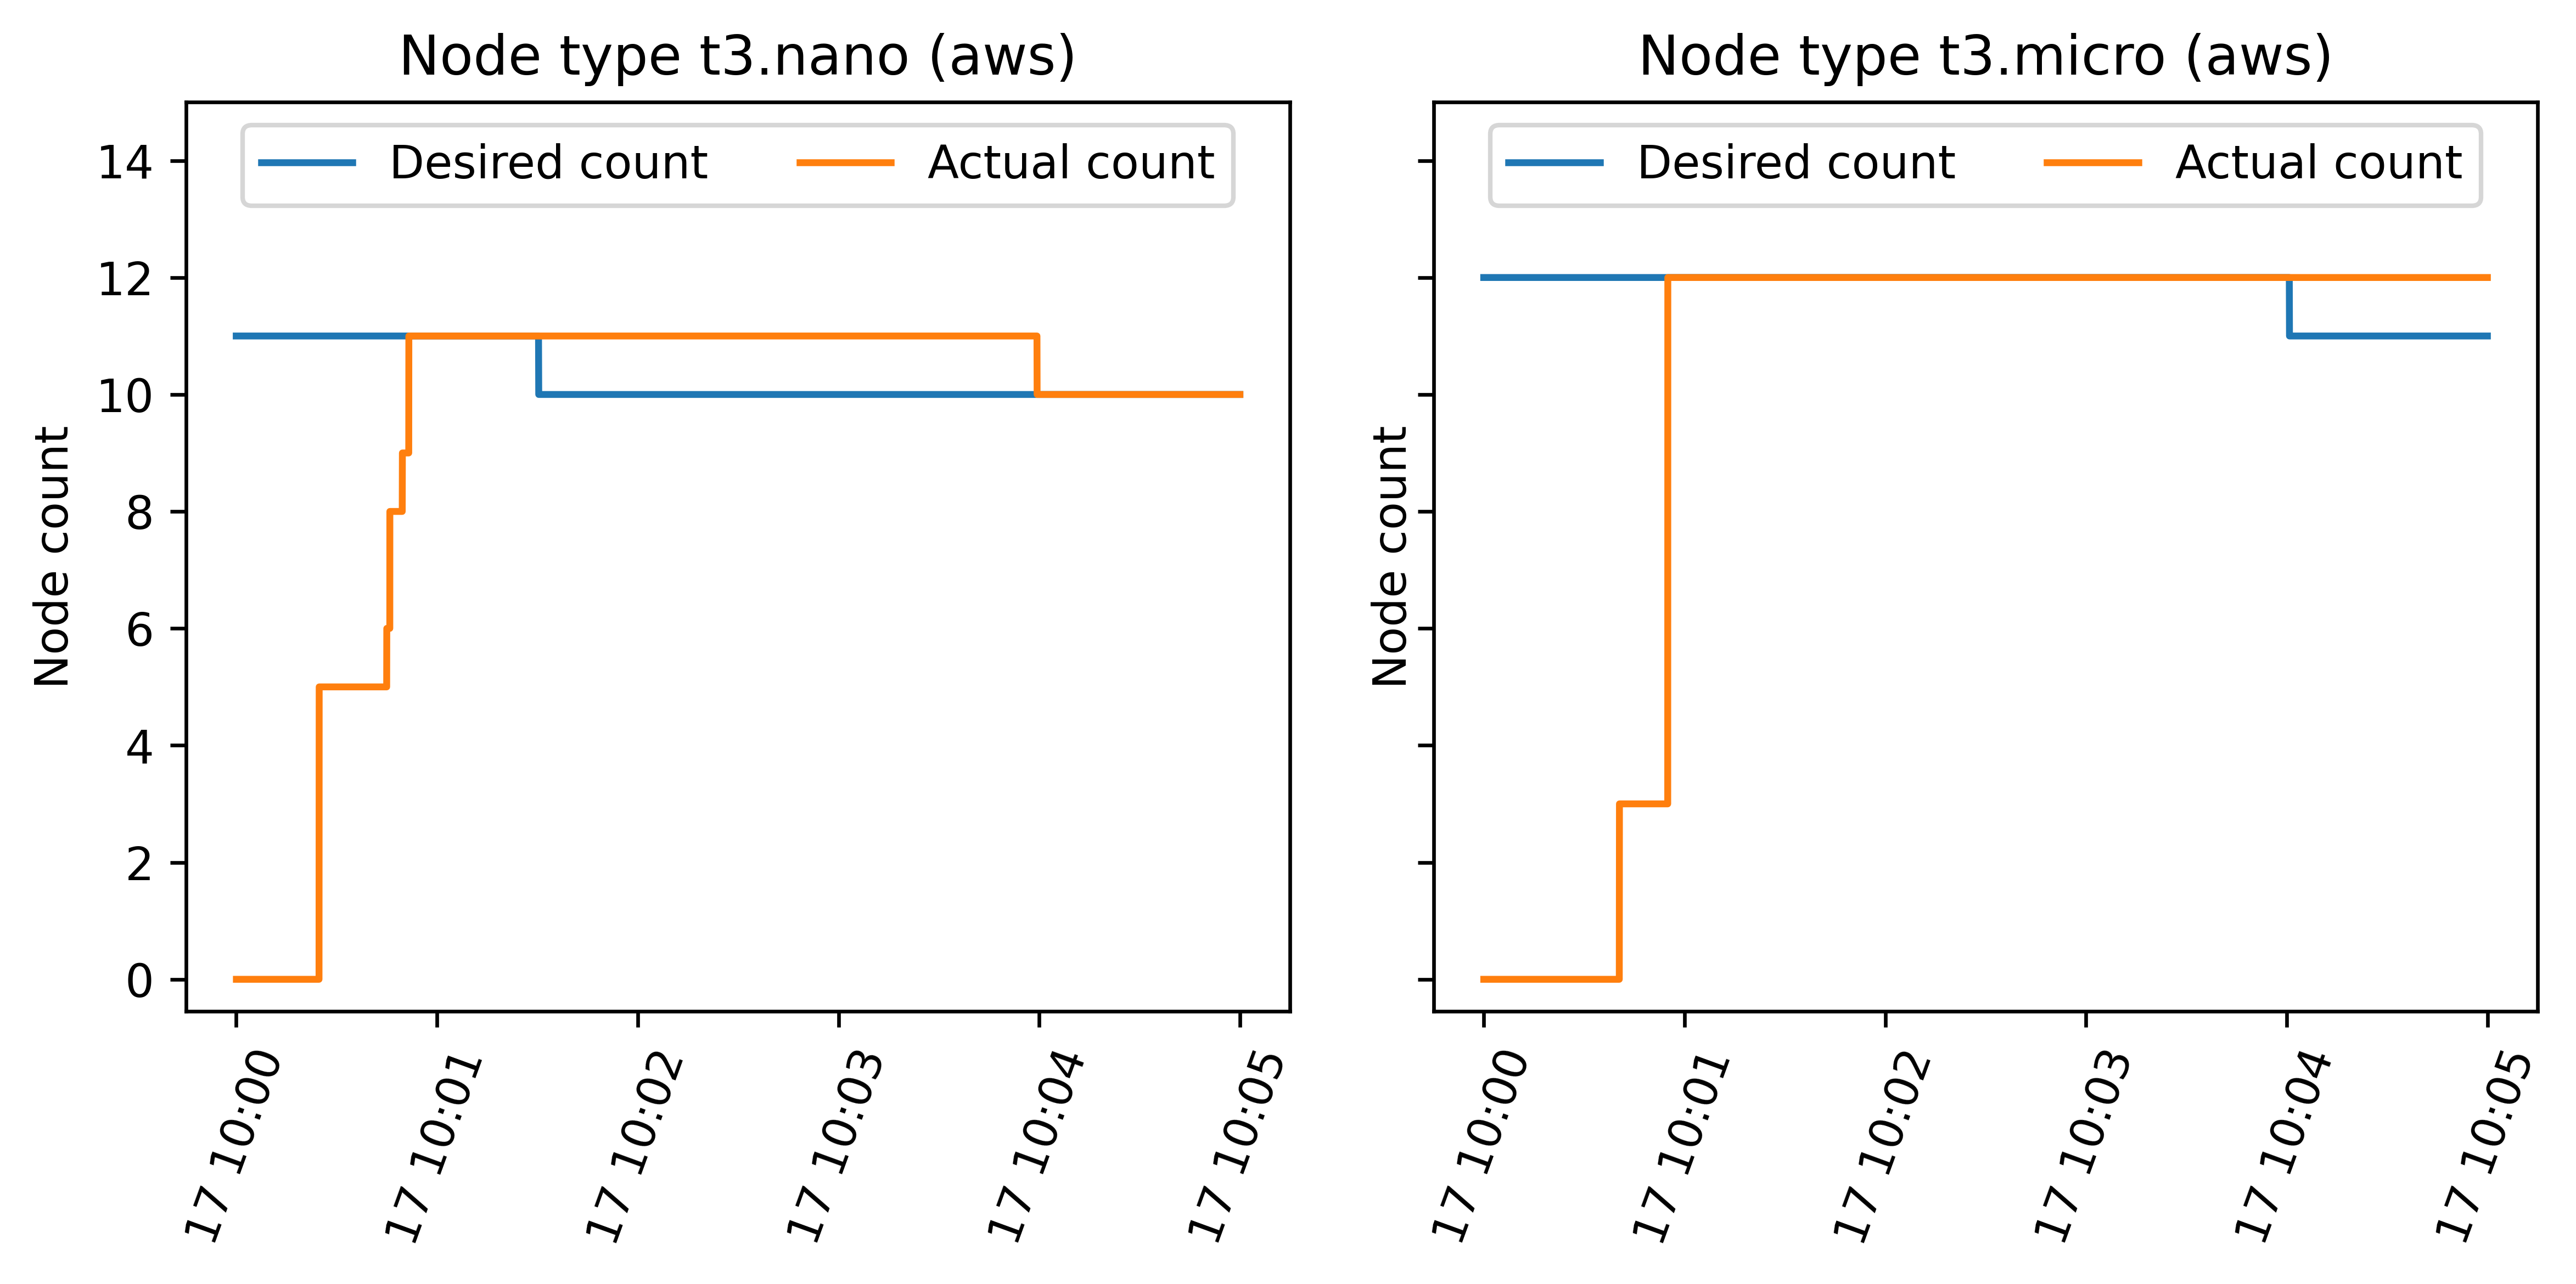 Node type t3.nano (aws)
Desired count
Actual count
14
12
10
8
6
4
2
0
Node count
17 10:00
17 10:01
17 10:02
17 10:03
17 10:04
17 10:05
Node type t3.micro (aws)
Desired count
Actual count
Node count
17 10:00
17 10:01
17 10:02
17 10:03
17 10:04
17 10:05